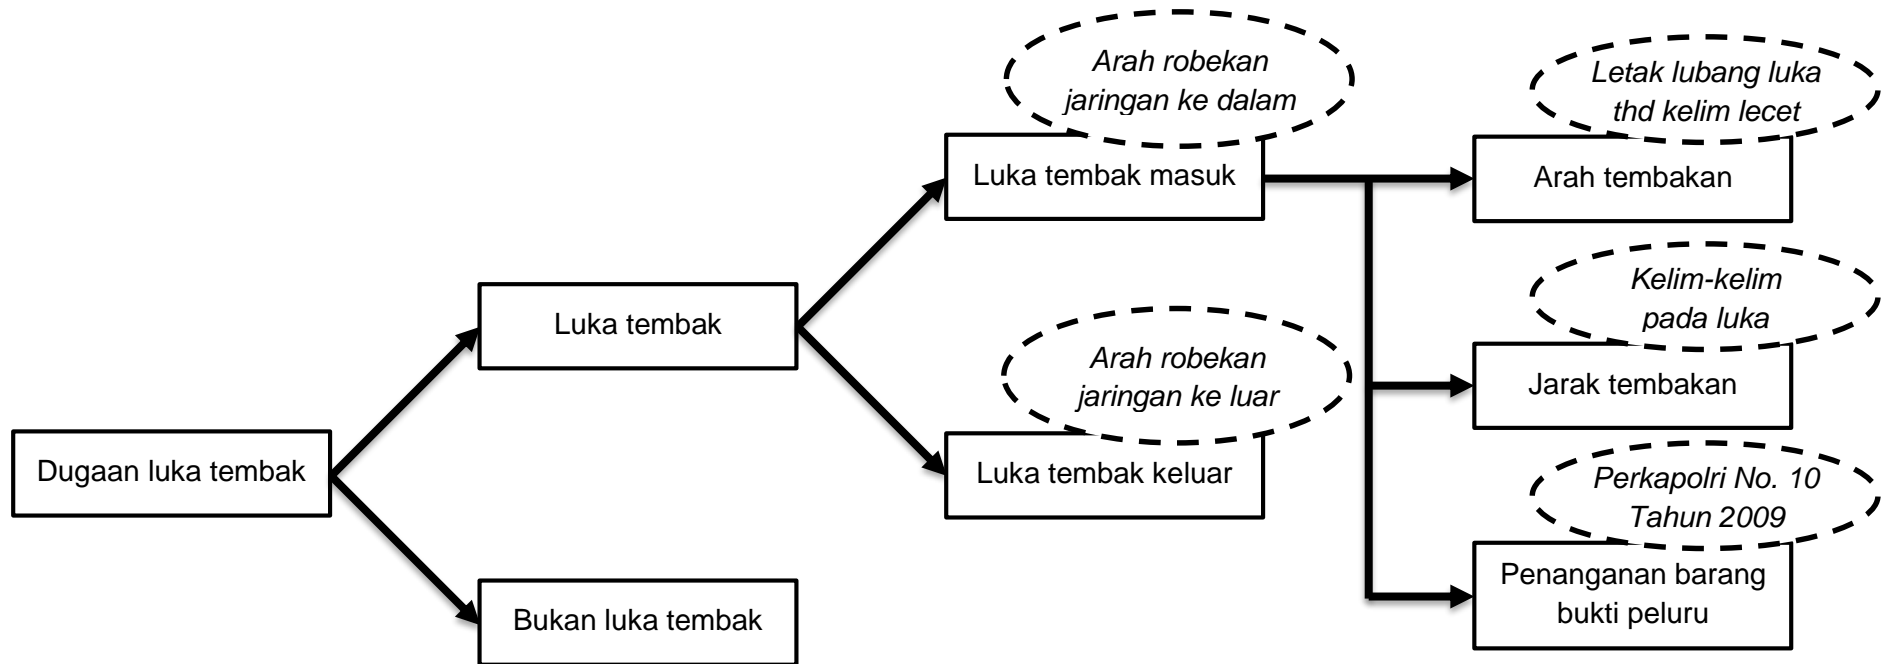 Arah robekan
jaringan ke dalam
Letak lubang luka
thd kelim lecet
Luka tembak masuk
Arah tembakan
Kelim-kelim
pada luka
Luka tembak
Arah robekan
jaringan ke luar
Jarak tembakan
Dugaan luka tembak
Luka tembak keluar
Perkapolri No. 10
Tahun 2009
Penanganan barang
bukti peluru
Bukan luka tembak